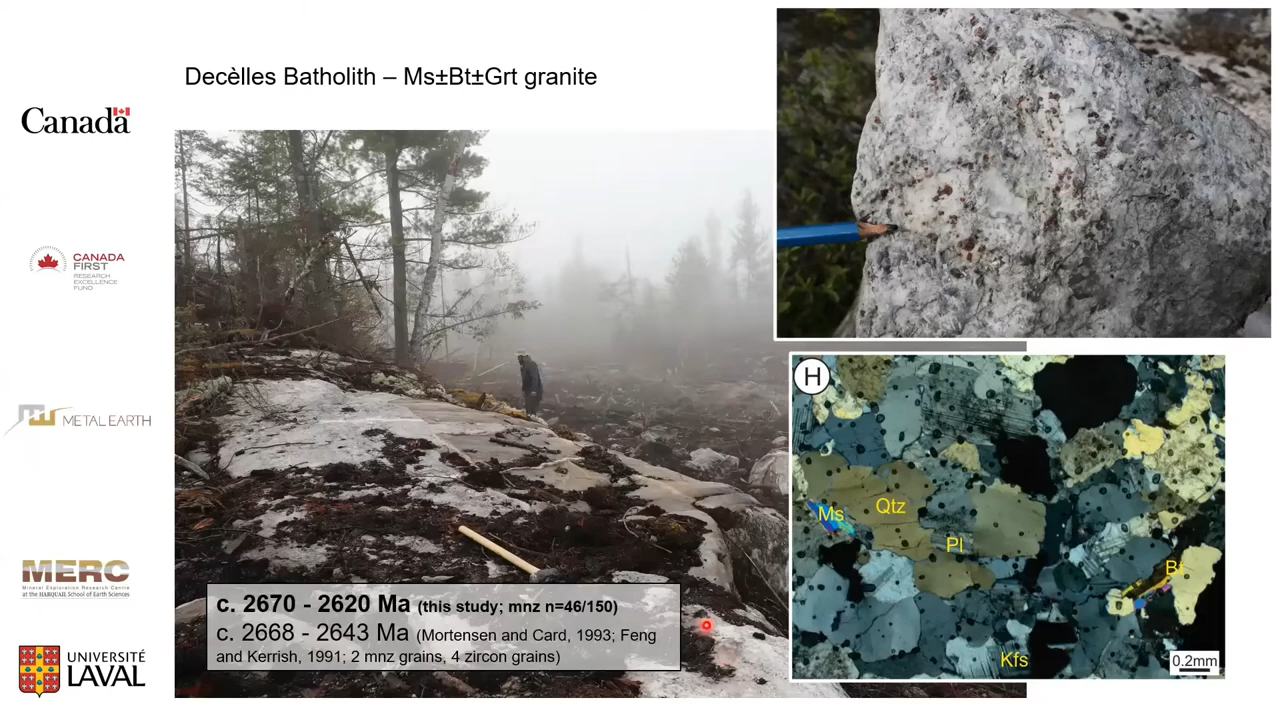 Decèlles Batholith – Ms±Bt±Grt granite
Canada
CANADA
FIRST
RESEARCH
EXCELLENCE
FUND
METAL EARTH
MERC
Mineral Exploration Research Centre
at the HARQUAIL School of Earth Sciences
UNIVERSITÉ
LAVAL
c. 2670 - 2620 Ma (this study; mnz n=46/150)
c. 2668 - 2643 Ma (Mortensen and Card, 1993; Feng
and Kerrish, 1991; 2 mnz grains, 4 zircon grains)
H
Ms
Qtz
Pl
Bt
Kfs
0.2mm